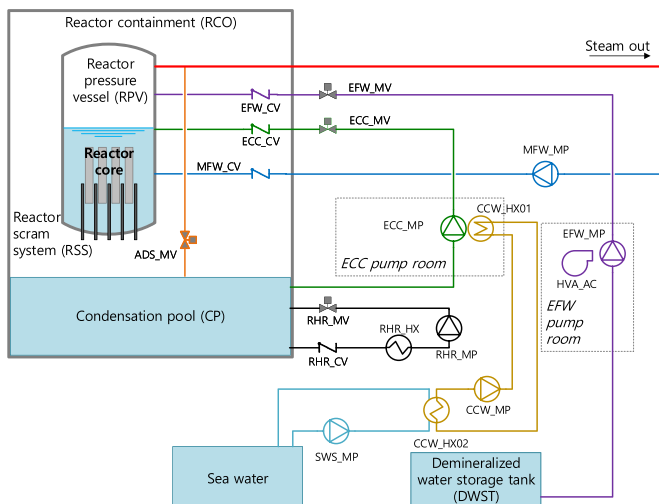 Reactor containment (RCO)
Steam out
Reactor
pressure
vessel (RPV)
EFW_MV
EFW_CV
ECC_MV
ECC_CV
Reactor
core
MFW_CV
MFW_MP
CCW_HX01
Reactor
scram
system (RSS)
ECC_MP
EFW_MP
ADS_MV
ECC pump room
HVA_AC
EFW
pump
room
Condensation pool (CP)
RHR_MV
RHR_HX
RHR_CV
RHR_MP
CCW_MP
SWS_MP
CCW_HX02
Sea water
Demineralized
water storage tank
(DWST)